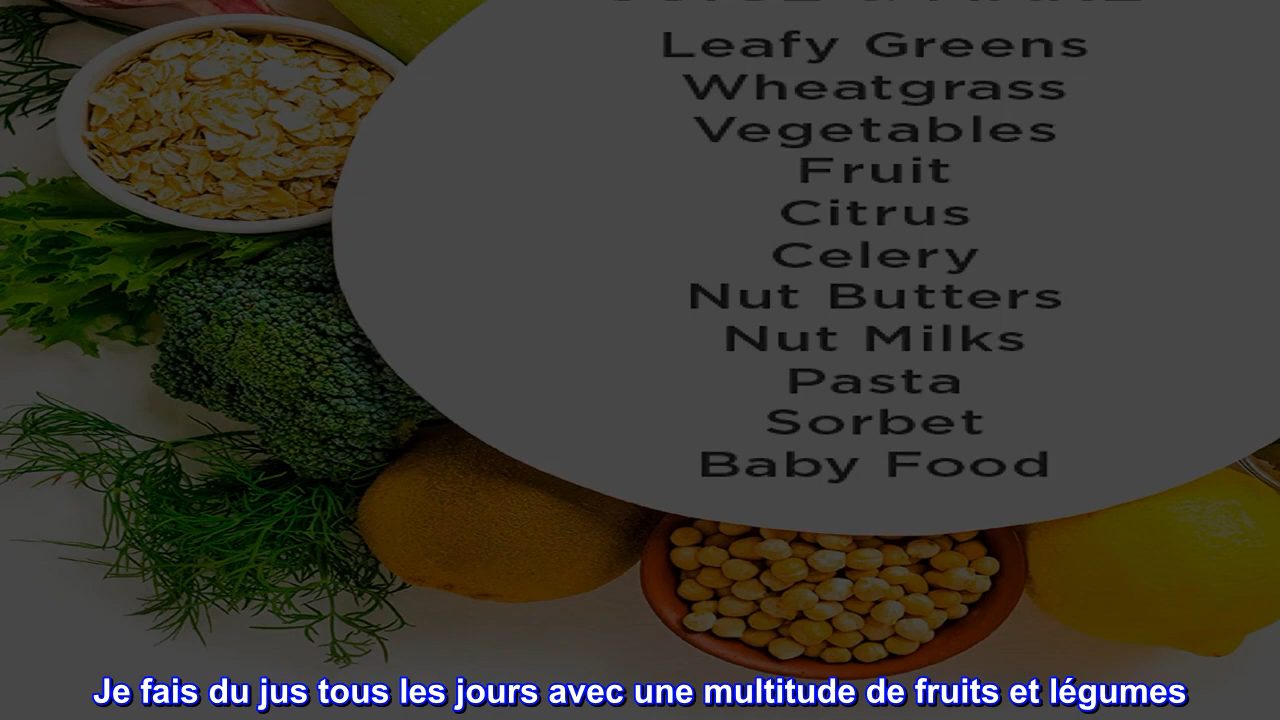 Leafy Greens
Wheatgrass
Vegetables
Fruit
Citrus
Celery
Nut Butters
Nut Milks
Pasta
Sorbet
Baby Food
Je fais du jus tous les jours avec une multitude de fruits et légumes